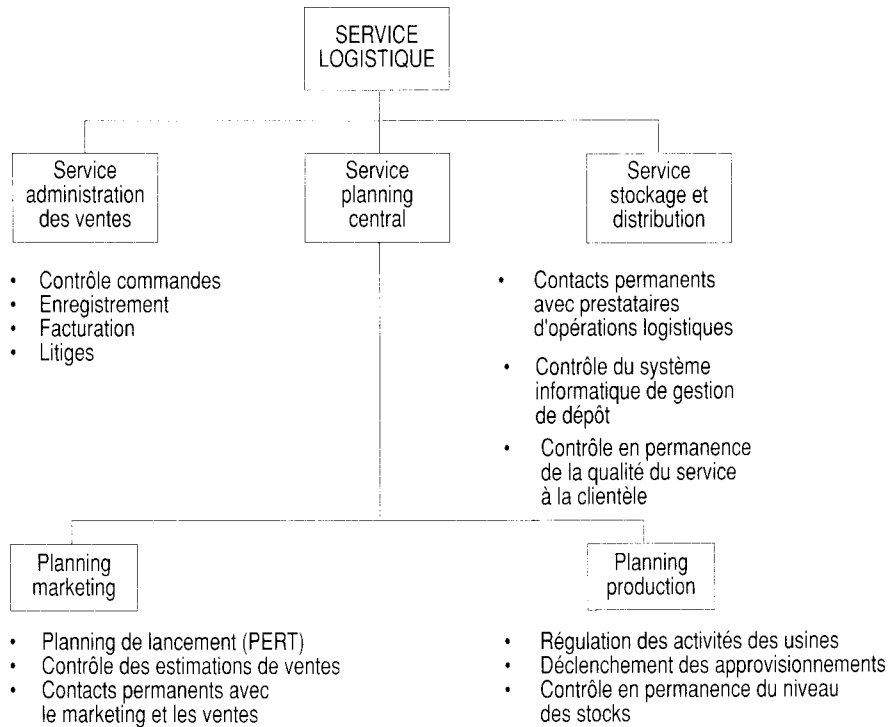 SERVICE
LOGISTIQUE
Service
administration
des ventes
Service
planning
central
Service
stockage et
distribution
• Contrôle commandes
• Enregistrement
• Facturation
• Litiges
• Contacts permanents
avec prestataires
d'opérations logistiques
• Contrôle du système
informatique de gestion
de dépôt
• Contrôle en permanence
de la qualité du service
à la clientèle
Planning
marketing
Planning
production
• Planning de lancement (PERT)
• Contrôle des estimations de ventes
• Contacts permanents avec
le marketing et les ventes
• Régulation des activités des usines
• Déclenchement des approvisionnements
• Contrôle en permanence du niveau
des stocks